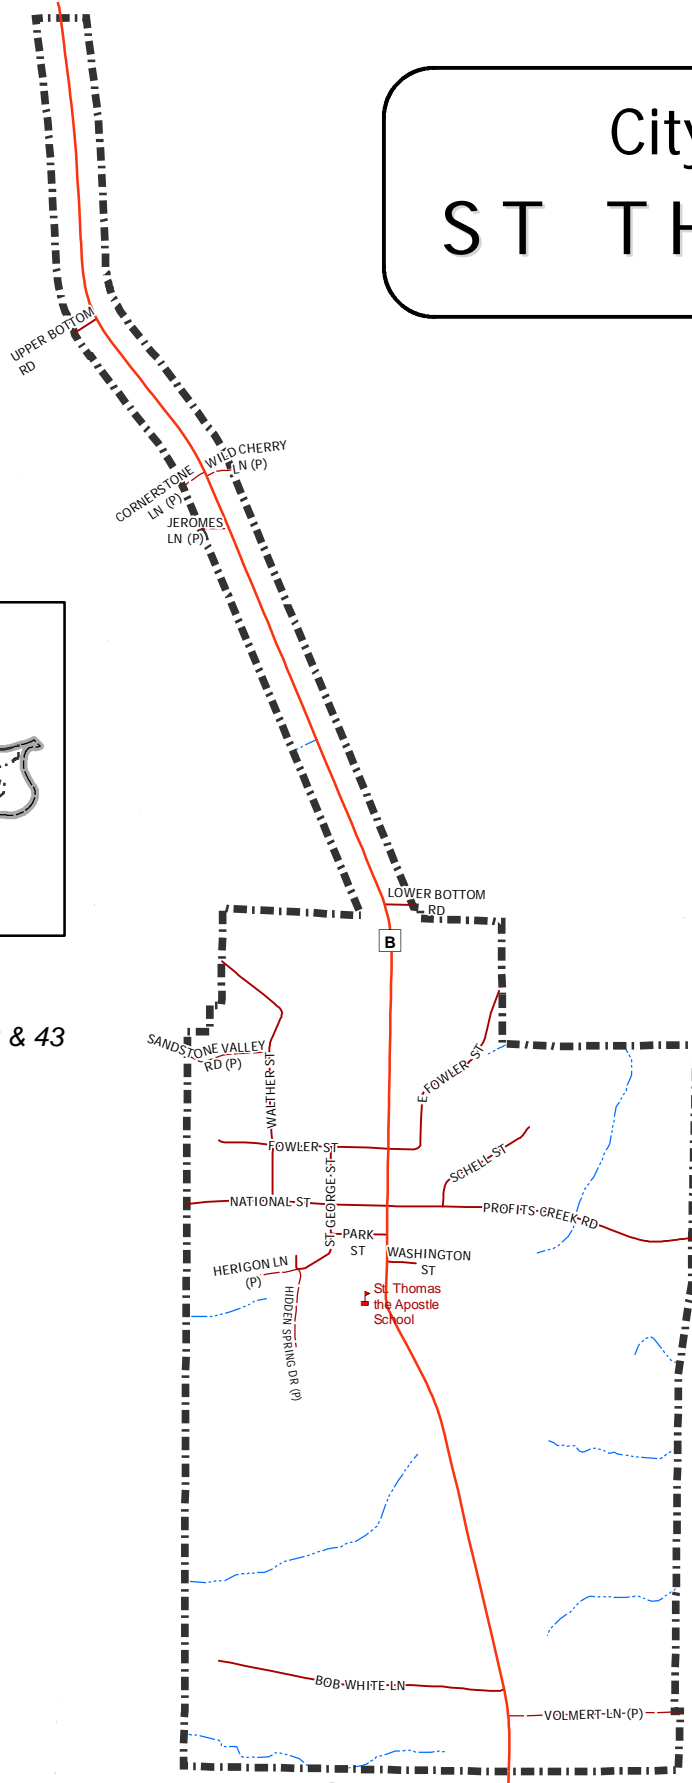 City
ST TH
UPPER BOTTOM
RD
WILD CHERRY
LN (P)
CORNERSTONE
LN (P)
JEROMES
LN (P)
LOWER BOTTOM
RD
B
& 43
SANDSTONE VALLEY
RD (P)
WALTHER ST
E FOWLER ST
FOWLER ST
SCHELL ST
ST GEORGE ST
NATIONAL ST
PROFITS CREEK RD
PARK
ST
WASHINGTON
ST
HERIGON LN
(P)
HIDDEN SPRING DR (P)
St. Thomas
the Apostle
School
BOB WHITE LN
VOLMERT LN (P)